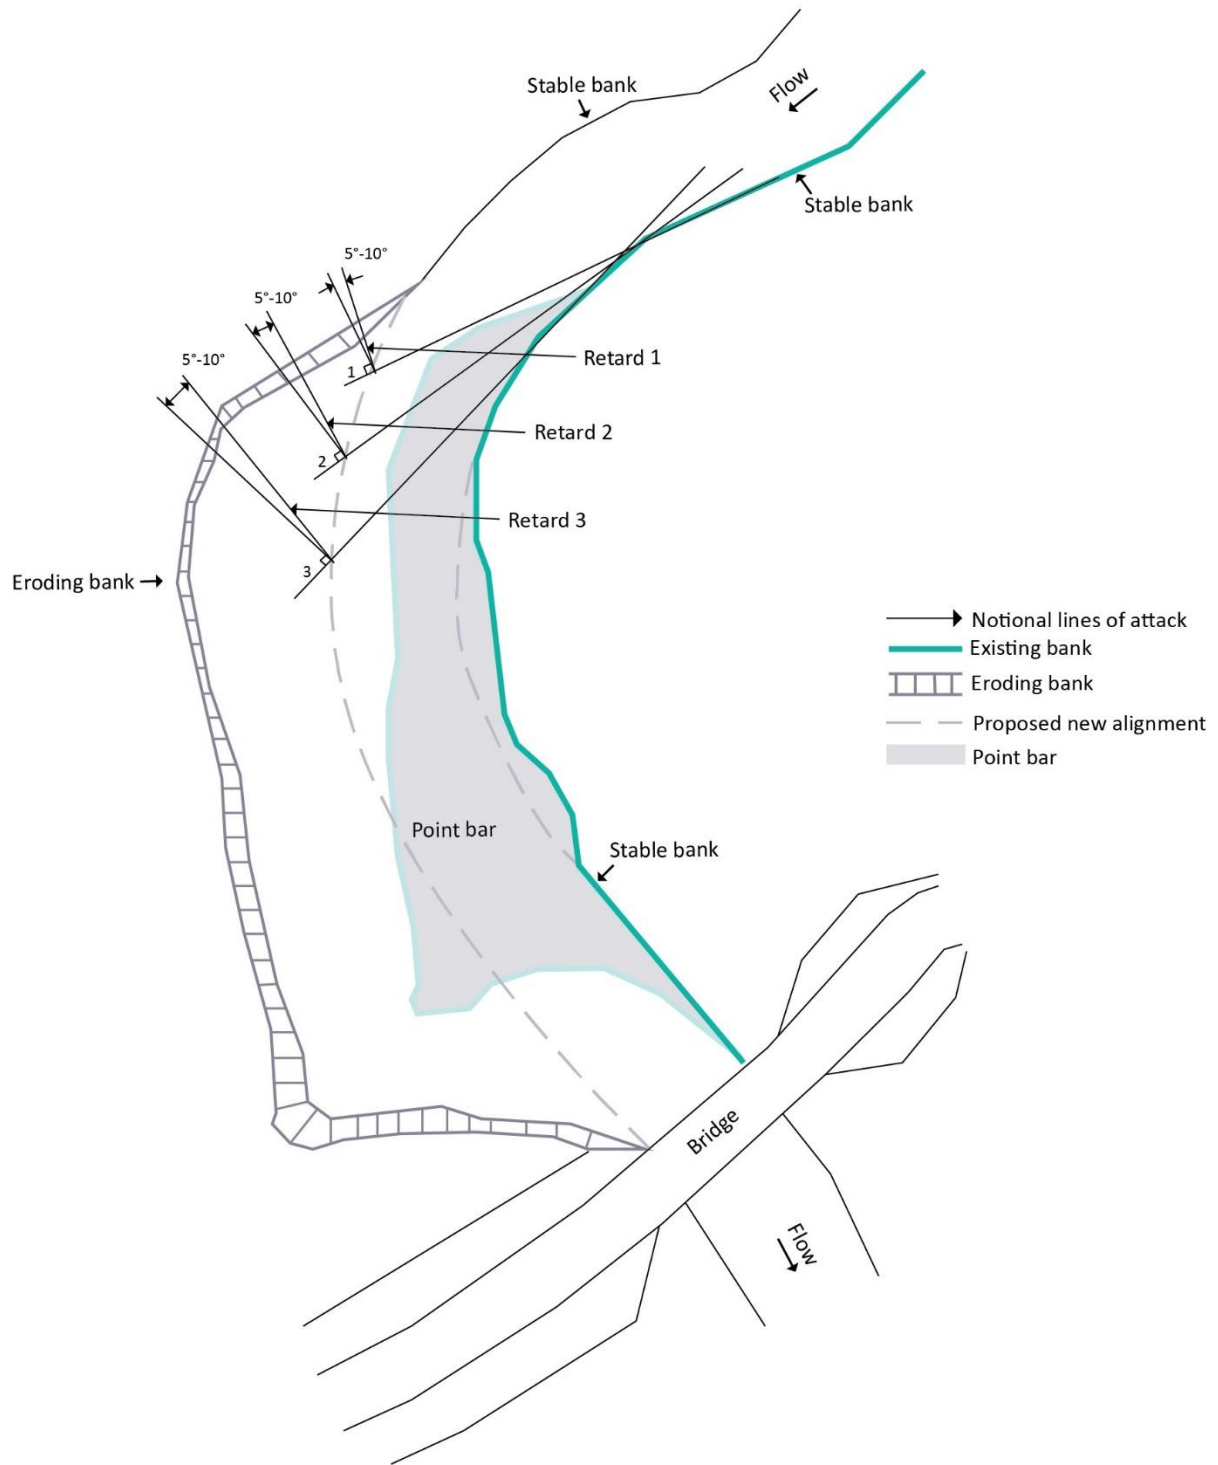 Stable bank
Flow
Stable bank
5°-10°
5°-10°
5°-10°
1
Retard 1
2
Retard 2
3
Retard 3
Eroding bank
Notional lines of attack
Existing bank
Eroding bank
Proposed new alignment
Point bar
Point bar
Stable bank
Bridge
Flow